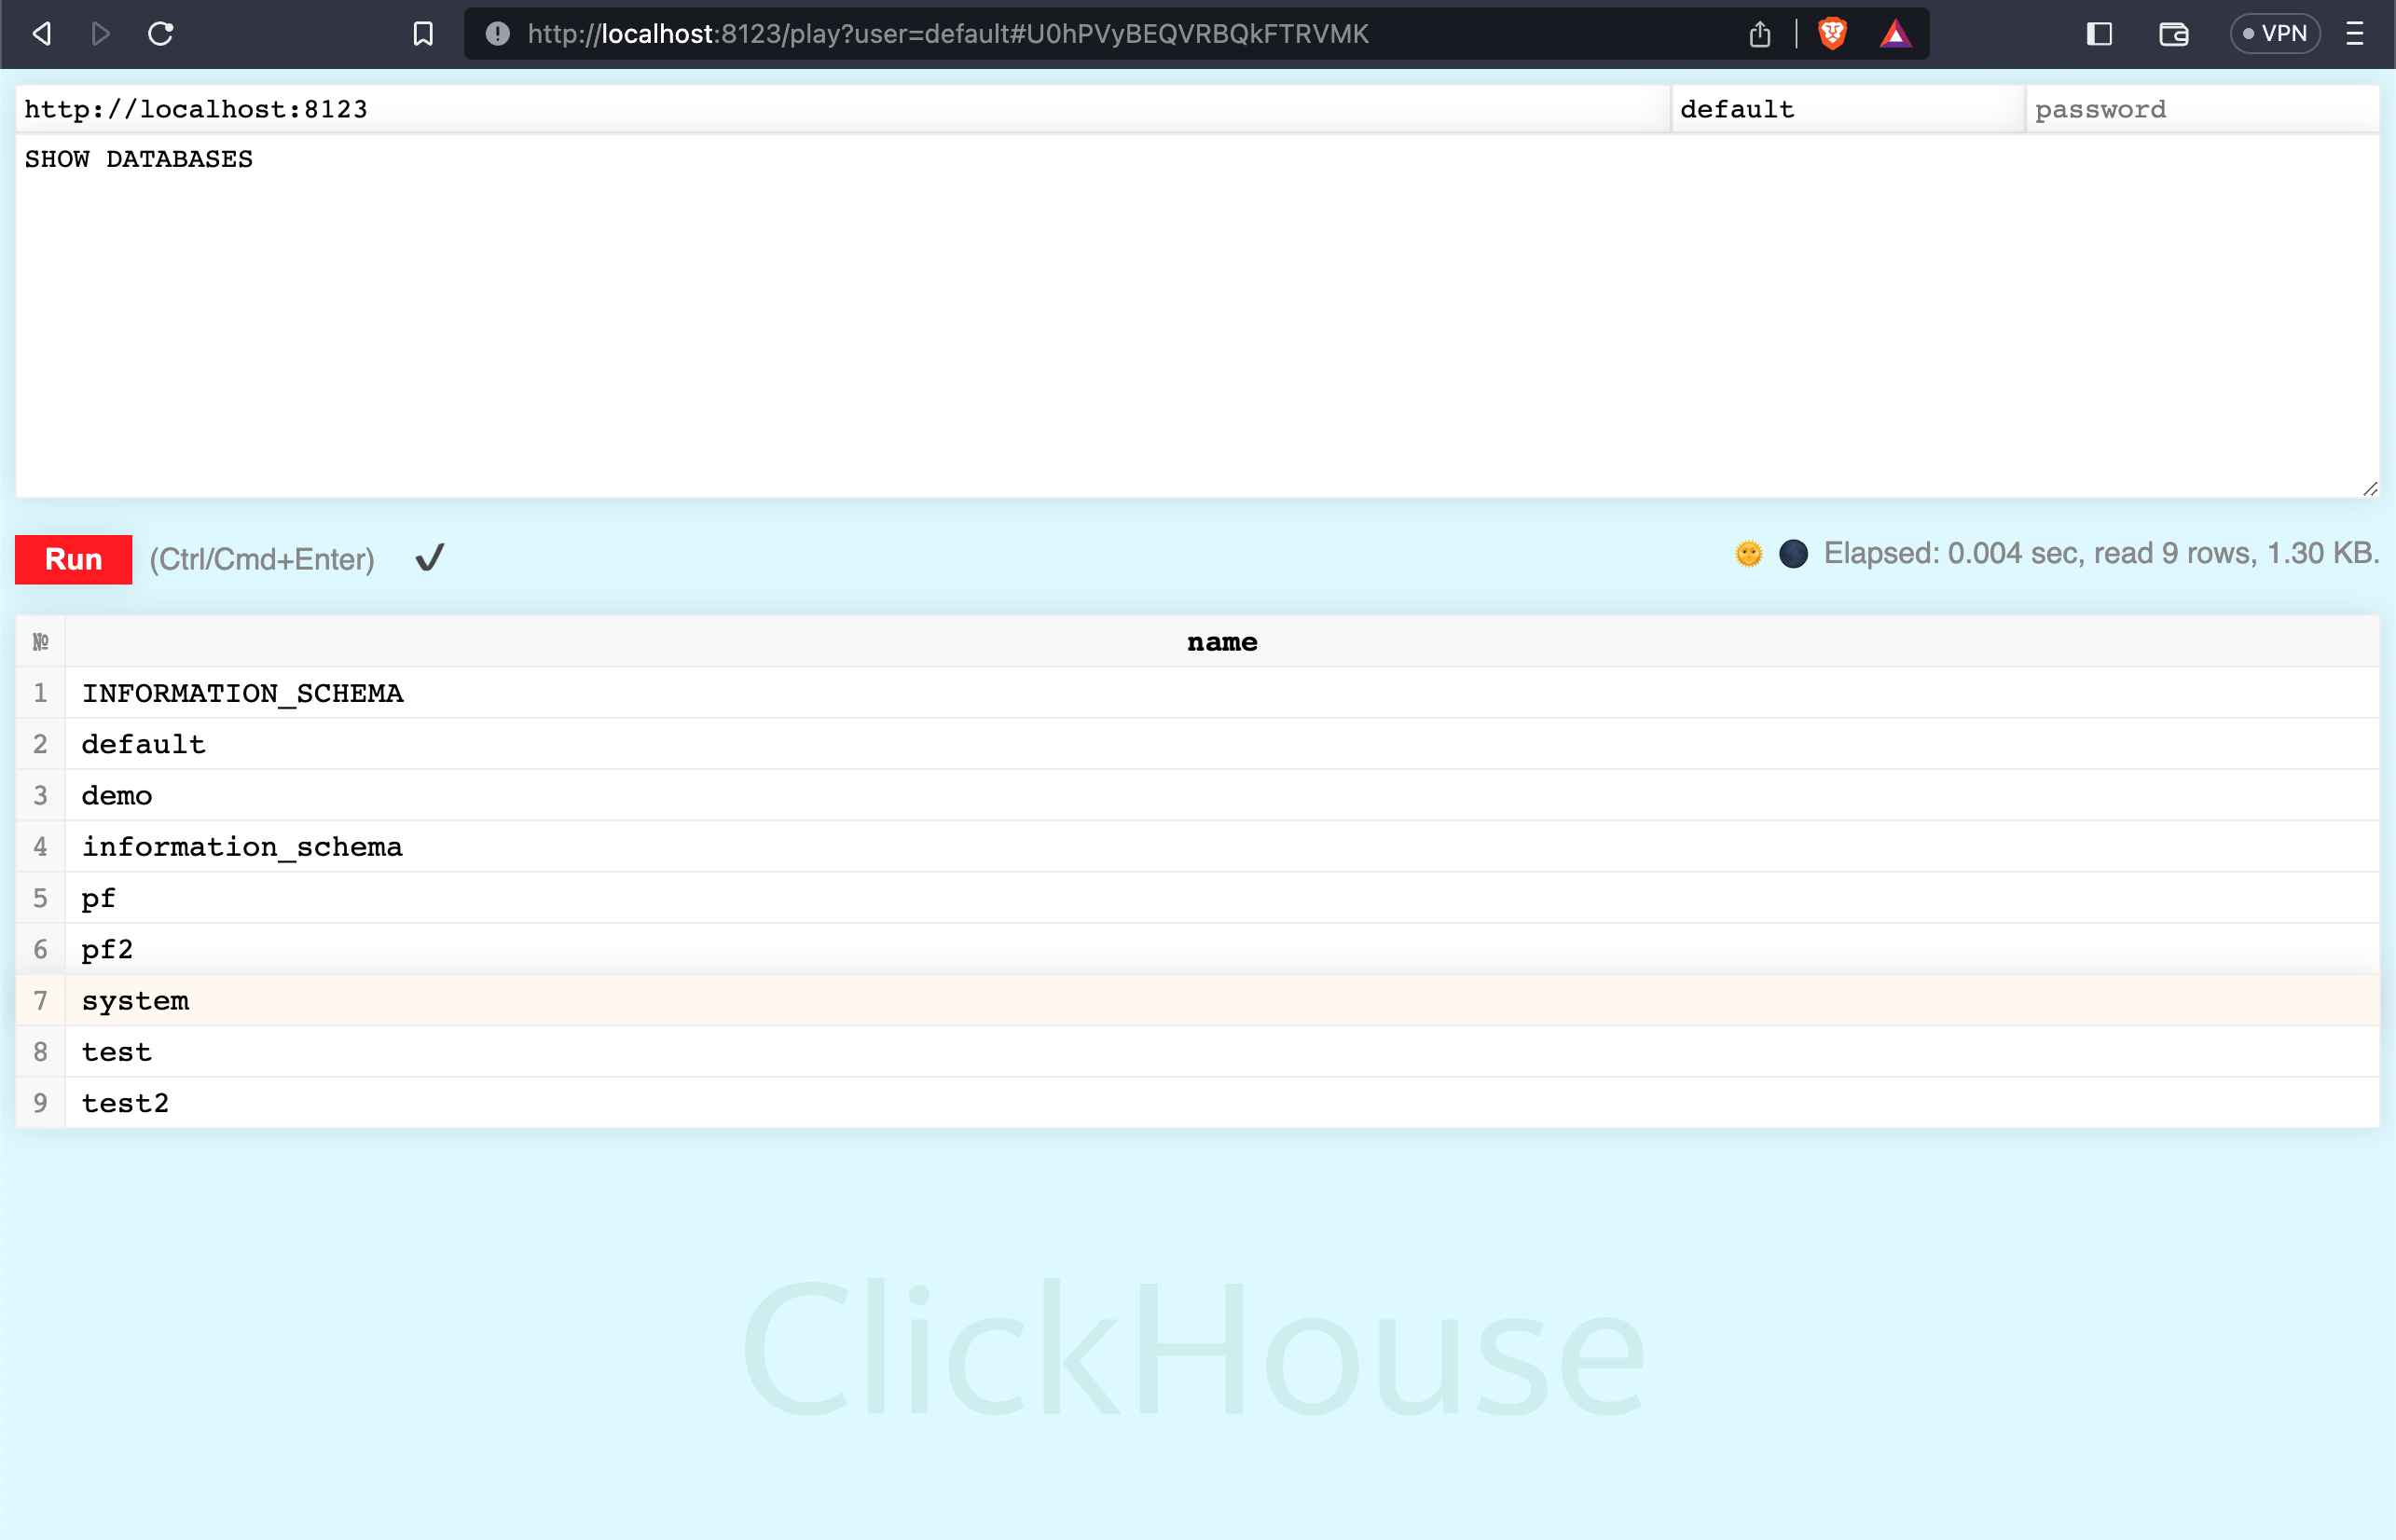 http://localhost:8123/play?user=default#U0hPVyBEQVRBQkFTRVMK
VPN
http://localhost:8123 default password
SHOW DATABASES
Run (Ctrl/Cmd+Enter) ✔ Elapsed: 0.004 sec, read 9 rows, 1.30 KB.
№ name
1 INFORMATION_SCHEMA
2 default
3 demo
4 information_schema
5 pf
6 pf2
7 system
8 test
9 test2
ClickHouse